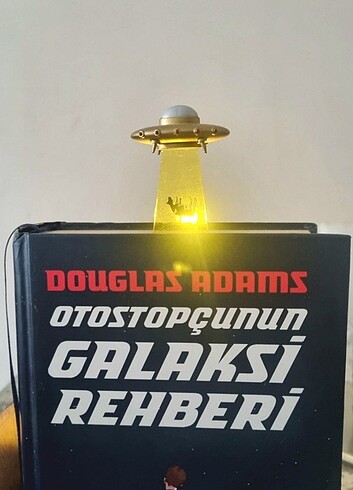 DOUGLAS ADAMS
OTOSTOPÇUNUN
GALAKSİ
REHBERİ